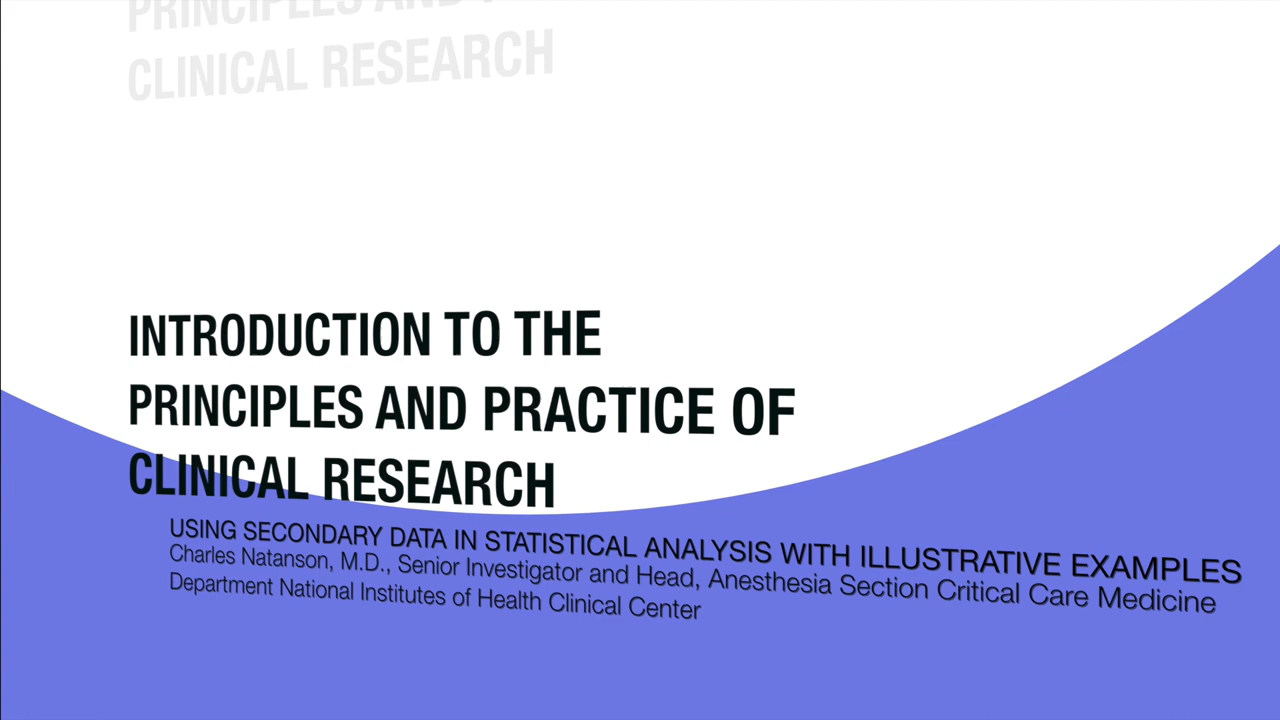 PRINCIPLES AND
CLINICAL RESEARCH
INTRODUCTION TO THE
PRINCIPLES AND PRACTICE OF
CLINICAL RESEARCH
USING SECONDARY DATA IN STATISTICAL ANALYSIS WITH ILLUSTRATIVE EXAMPLES
Charles Natanson, M.D., Senior Investigator and Head, Anesthesia Section Critical Care Medicine
Department National Institutes of Health Clinical Center